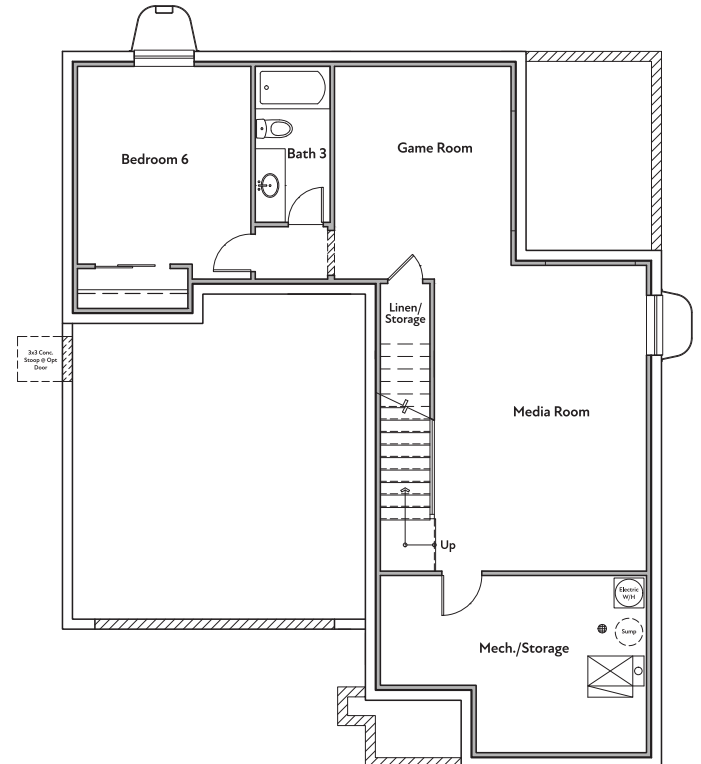 Bedroom 6
Bath 3
Game Room
Linen/
Storage
3x3 Conc.
Stoop @ Opt
Door
Media Room
Up
Electric
W/H
Sump
Mech./Storage